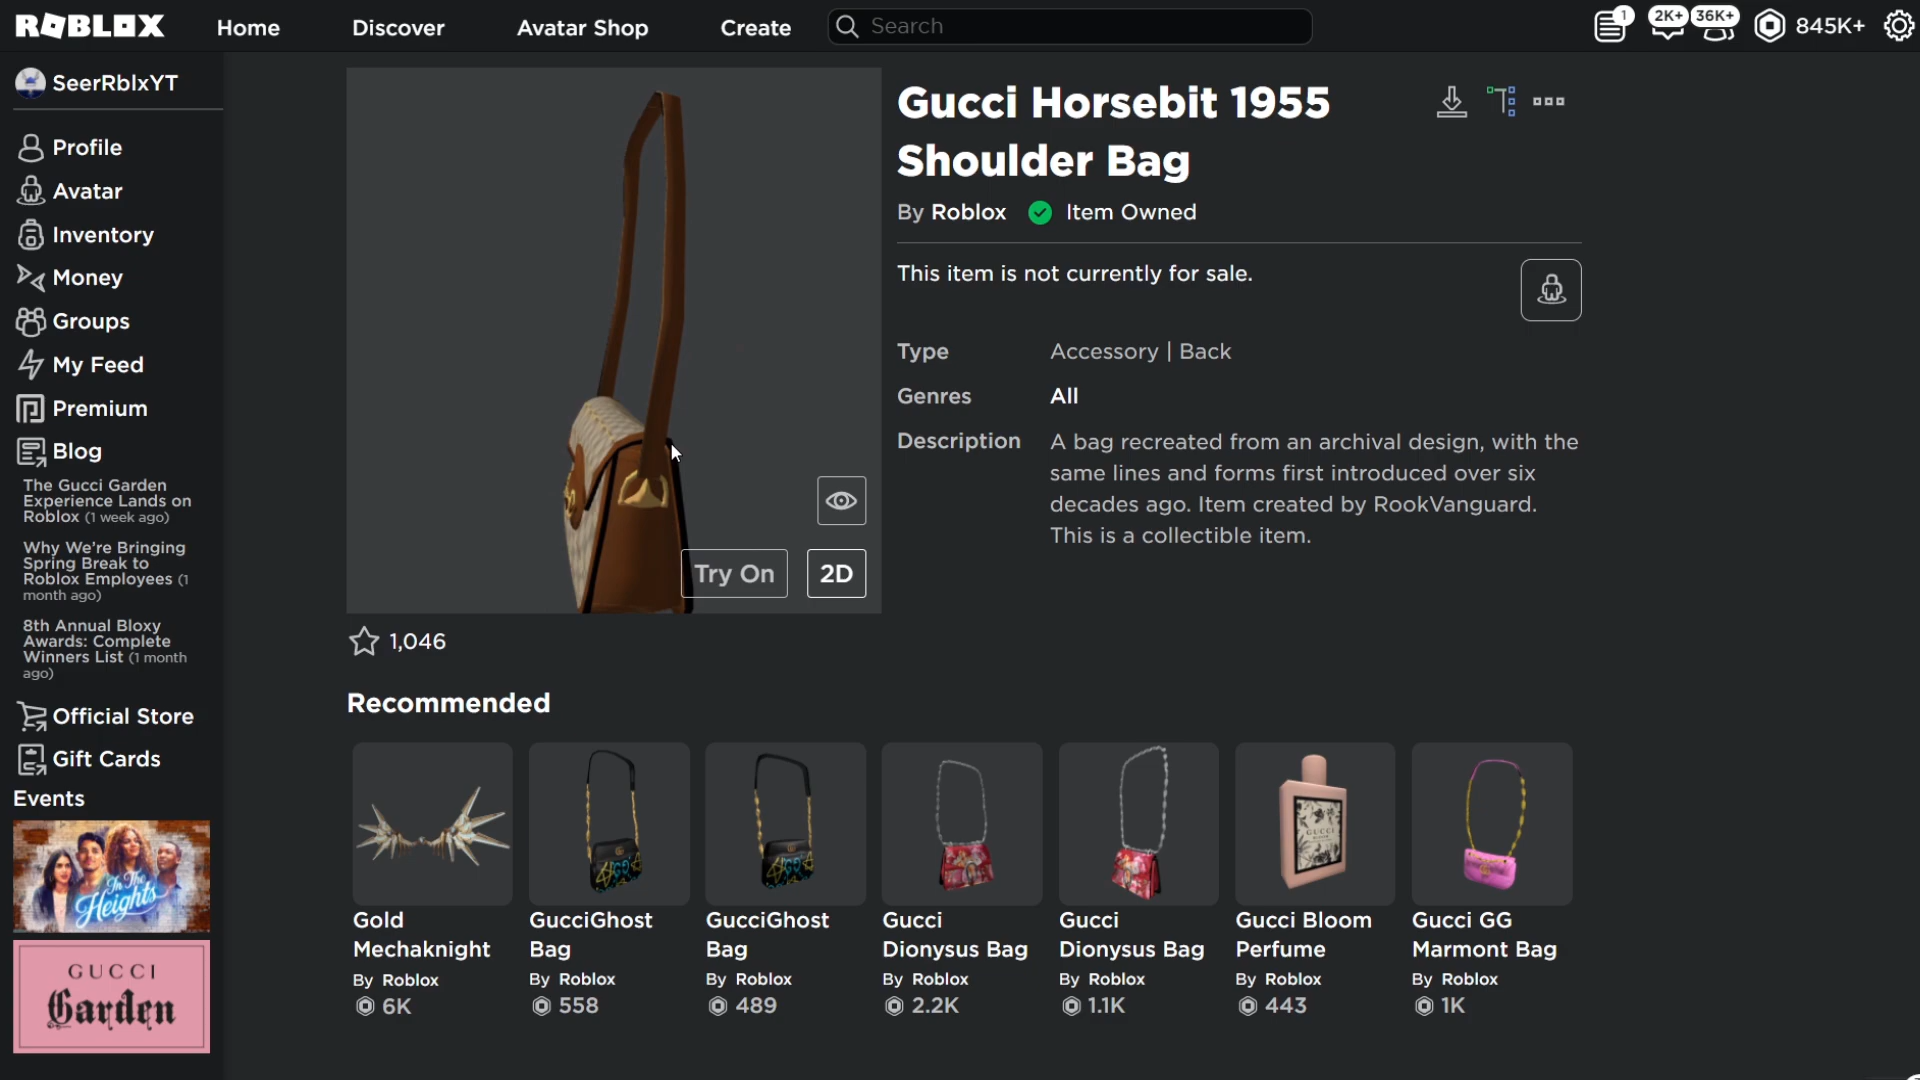 ROBLOX
Home
Discover
Avatar Shop
Create
Search
1
2K+
36K+
845K+
SeerRblxYT
Profile
Avatar
Inventory
Money
Groups
My Feed
Premium
Blog
The Gucci Garden
Experience Lands on
Roblox (1 week ago)
Why We're Bringing
Spring Break to
Roblox Employees (1
month ago)
8th Annual Bloxy
Awards: Complete
Winners List (1 month
ago)
Official Store
Gift Cards
Events
In The
Heights
GUCCI
Garden
Gucci Horsebit 1955
Shoulder Bag
By Roblox
Item Owned
This item is not currently for sale.
Type
Accessory | Back
Genres
All
Description
A bag recreated from an archival design, with the
same lines and forms first introduced over six
decades ago. Item created by RookVanguard.
This is a collectible item.
Try On
2D
1,046
Recommended
GUCCI
BLOOM
Gold
Mechaknight
By Roblox
6K
GucciGhost
Bag
By Roblox
558
GucciGhost
Bag
By Roblox
489
Gucci
Dionysus Bag
By Roblox
2.2K
Gucci
Dionysus Bag
By Roblox
1.1K
Gucci Bloom
Perfume
By Roblox
443
Gucci GG
Marmont Bag
By Roblox
1K